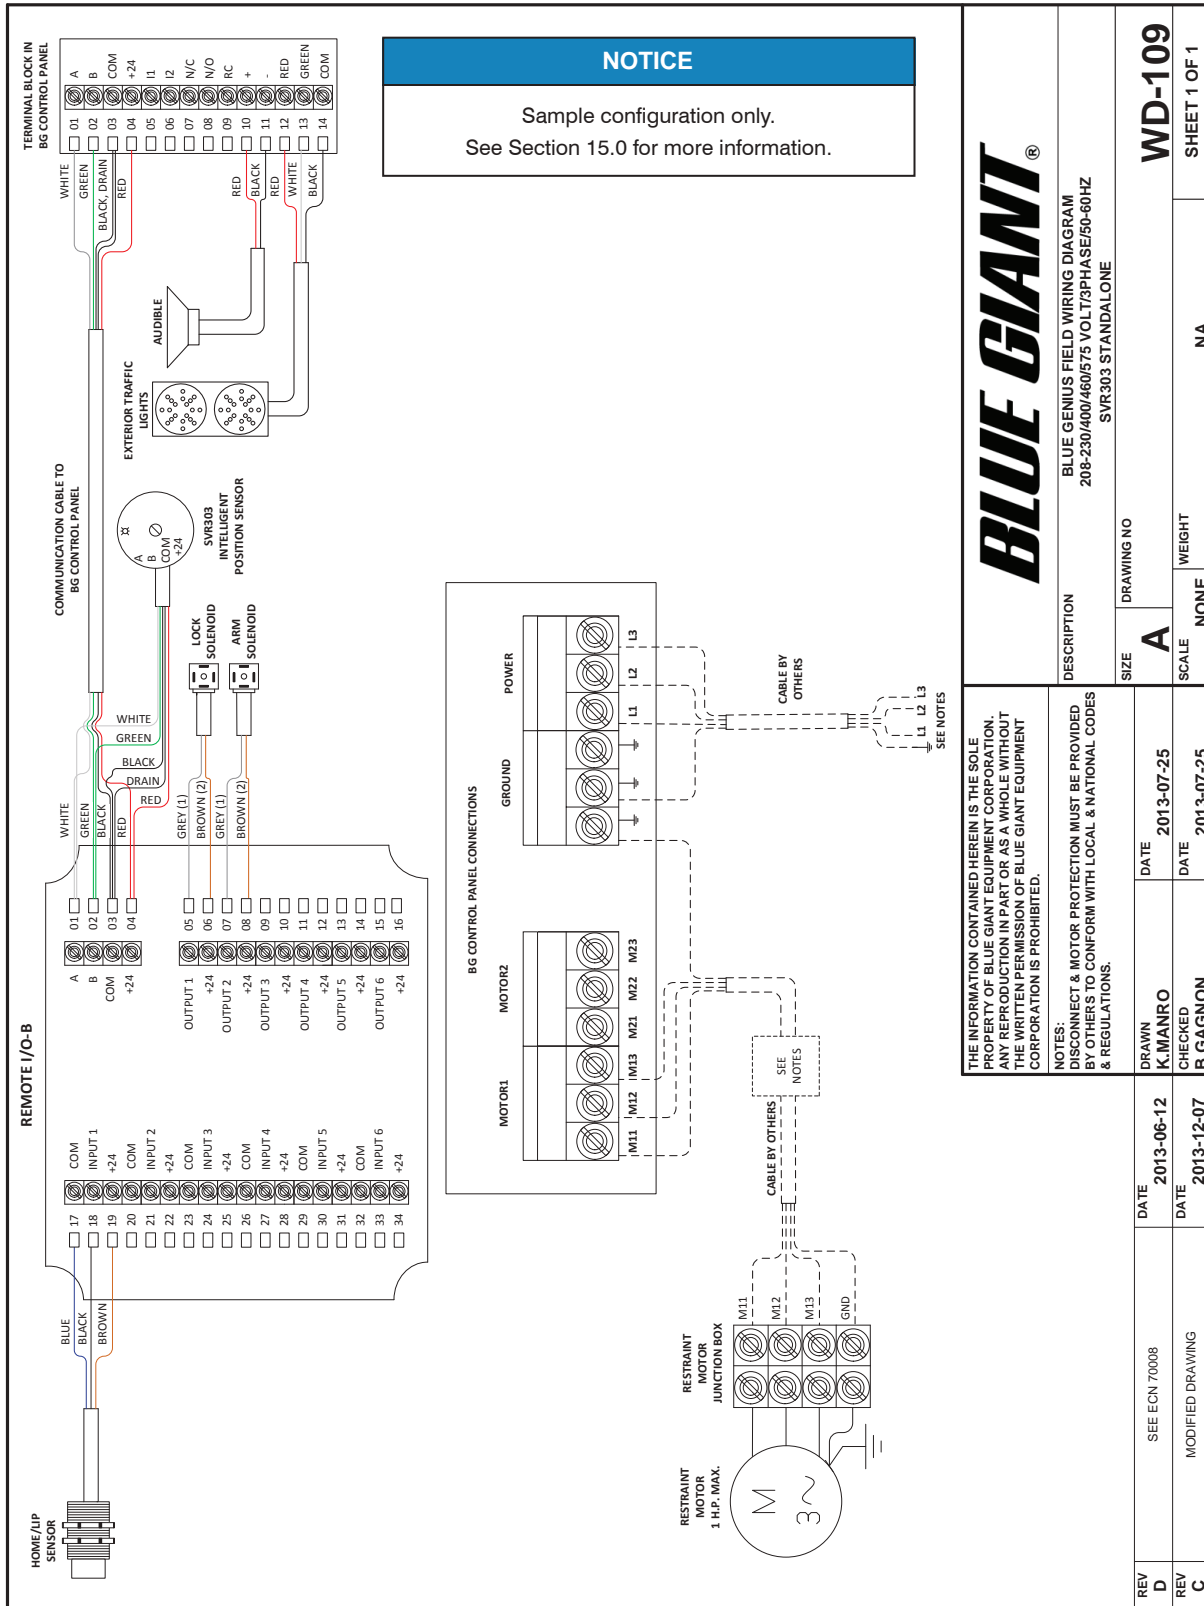 NOTICE
Sample configuration only.
See Section 15.0 for more information.
HOME/LIP
SENSOR
BLUE
BLACK
BROWN
REMOTE I/O-B
17 COM
18 INPUT 1
19 +24
20 COM
21 INPUT 2
22 +24
23 COM
24 INPUT 3
25 +24
26 COM
27 INPUT 4
28 +24
29 COM
30 INPUT 5
31 +24
32 COM
33 INPUT 6
34 +24
A 01
B 02
COM 03
+24 04
OUTPUT 1 05
+24 06
OUTPUT 2 07
+24 08
OUTPUT 3 09
+24 10
OUTPUT 4 11
+24 12
OUTPUT 5 13
+24 14
OUTPUT 6 15
+24 16
WHITE
GREEN
BLACK
RED
WHITE
GREEN
BLACK
DRAIN
RED
GREY (1)
BROWN (2)
GREY (1)
BROWN (2)
LOCK
SOLENOID
ARM
SOLENOID
COMMUNICATION CABLE TO
BG CONTROL PANEL
A
B
COM
+24
SVR303
INTELLIGENT
POSITION SENSOR
EXTERIOR TRAFFIC
LIGHTS
AUDIBLE
WHITE
GREEN
BLACK, DRAIN
RED
RED
BLACK
RED
WHITE
BLACK
TERMINAL BLOCK IN
BG CONTROL PANEL
01 A
02 B
03 COM
04 +24
05 I1
06 I2
07 N/C
08 N/O
09 RC
10 +
11 -
12 RED
13 GREEN
14 COM
BG CONTROL PANEL CONNECTIONS
MOTOR1
MOTOR2
GROUND
POWER
M11
M12
M13
M21
M22
M23
L1
L2
L3
RESTRAINT
MOTOR
1 H.P. MAX.
M
3
RESTRAINT
MOTOR
JUNCTION BOX
M11
M12
M13
GND
CABLE BY OTHERS
SEE
NOTES
CABLE BY
OTHERS
L1
L2
L3
SEE NOTES
THE INFORMATION CONTAINED HEREIN IS THE SOLE
PROPERTY OF BLUE GIANT EQUIPMENT CORPORATION.
ANY REPRODUCTION IN PART OR AS A WHOLE WITHOUT
THE WRITTEN PERMISSION OF BLUE GIANT EQUIPMENT
CORPORATION IS PROHIBITED.
NOTES:
DISCONNECT & MOTOR PROTECTION MUST BE PROVIDED
BY OTHERS TO CONFORM WITH LOCAL & NATIONAL CODES
& REGULATIONS.
BLUE GIANT ®
DESCRIPTION
BLUE GENIUS FIELD WIRING DIAGRAM
208-230/400/460/575 VOLT/3PHASE/50-60HZ
SVR303 STANDALONE
REV
D
SEE ECN 70008
DATE
2013-06-12
DRAWN
K.MANRO
DATE
2013-07-25
SIZE
A
DRAWING NO
WD-109
REV
C
MODIFIED DRAWING
DATE
2013-12-07
CHECKED
B.GAGNON
DATE
2013-07-25
SCALE
NONE
WEIGHT
NA
SHEET 1 OF 1